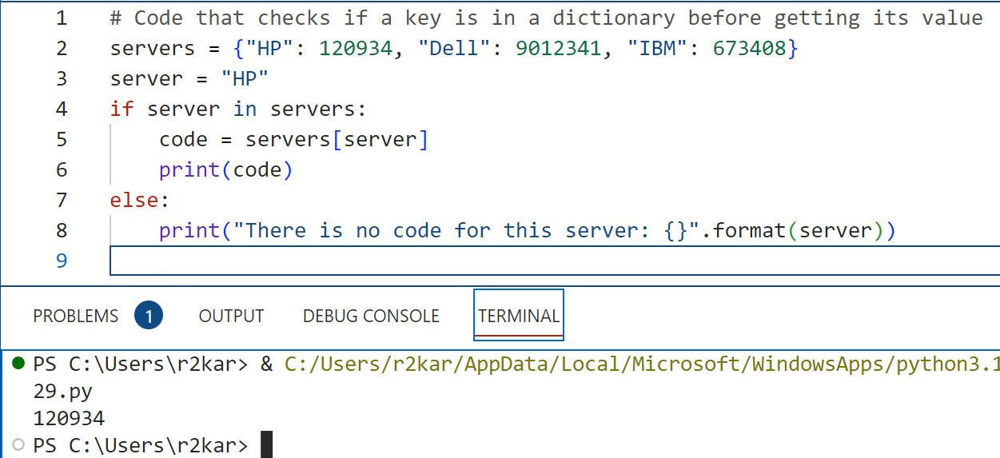 1 # Code that checks if a key is in a dictionary before getting its value
2 servers = {"HP": 120934, "Dell": 9012341, "IBM": 673408}
3 server = "HP"
4 if server in servers:
5     code = servers[server]
6     print(code)
7 else:
8     print("There is no code for this server: {}".format(server))
9
PROBLEMS 1 OUTPUT DEBUG CONSOLE TERMINAL
PS C:\Users\r2kar> & C:/Users/r2kar/AppData/Local/Microsoft/WindowsApps/python3.1
29.py
120934
PS C:\Users\r2kar>